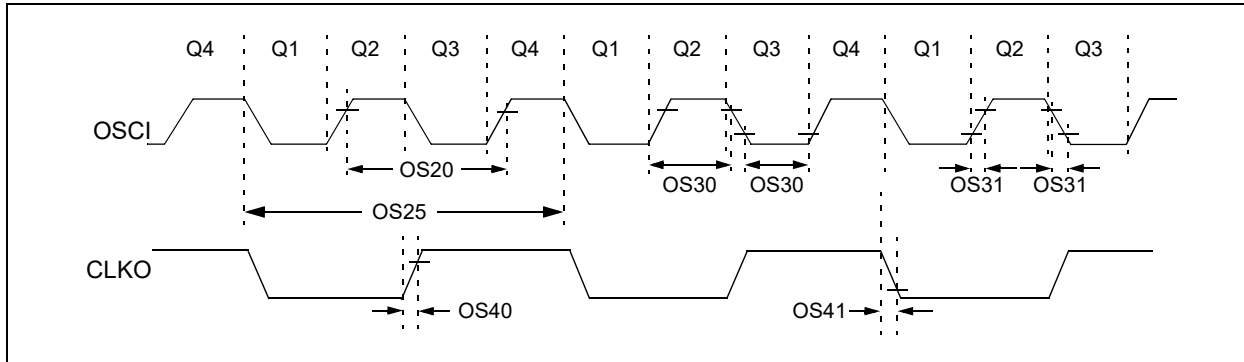 Q4 Q1 Q2 Q3 Q4 Q1 Q2 Q3 Q4 Q1 Q2 Q3
OSCI
OS20
OS30 OS30
OS31 OS31
OS25
CLKO
OS40
OS41